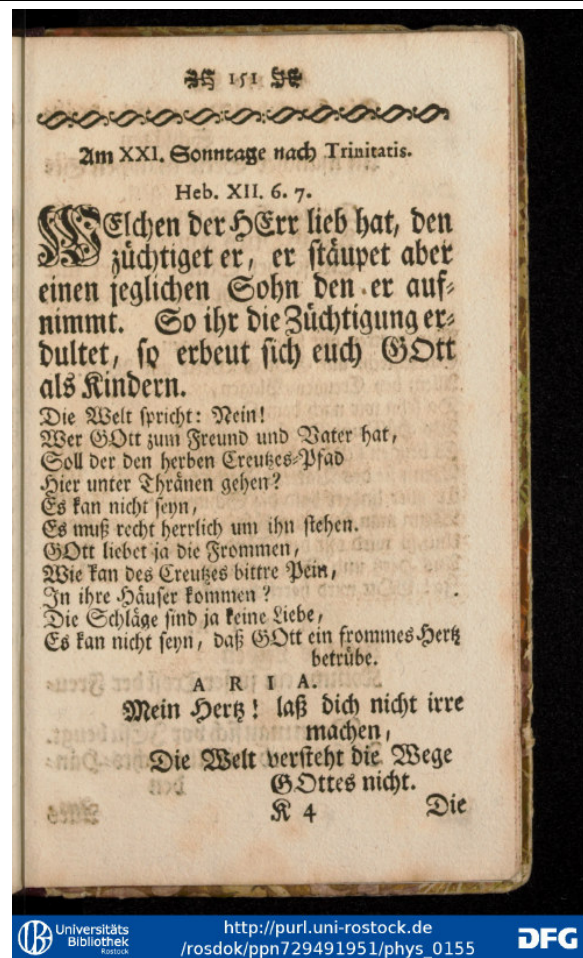 151
Am XXI. Sonntage nach Trinitatis.
Heb. XII. 6. 7.
WElchen der HErr lieb hat, den
züchtiget er, er stäupet aber
einen jeglichen Sohn den er auf-
nimmt. So ihr die Züchtigung er-
dultet, so erbeut sich euch GOtt
als Kindern.
Die Welt spricht: Nein!
Wer GOtt zum Freund und Vater hat,
Soll der den herben Creutzes-Pfad
Hier unter Thränen gehen?
Es kan nicht seyn,
Es muß recht herrlich um ihn stehen.
GOtt liebet ja die Frommen,
Wie kan des Creutzes bittre Pein,
In ihre Häuser kommen?
Die Schläge sind ja keine Liebe,
Es kan nicht seyn, daß GOtt ein frommes Hertz
betrübe.
ARIA.
Mein Hertz! laß dich nicht irre
machen,
Die Welt versteht die Wege
GOttes nicht.
K 4 Die
Universitäts
Bibliothek
Rostock
http://purl.uni-rostock.de
/rosdok/ppn729491951/phys_0155
DFG